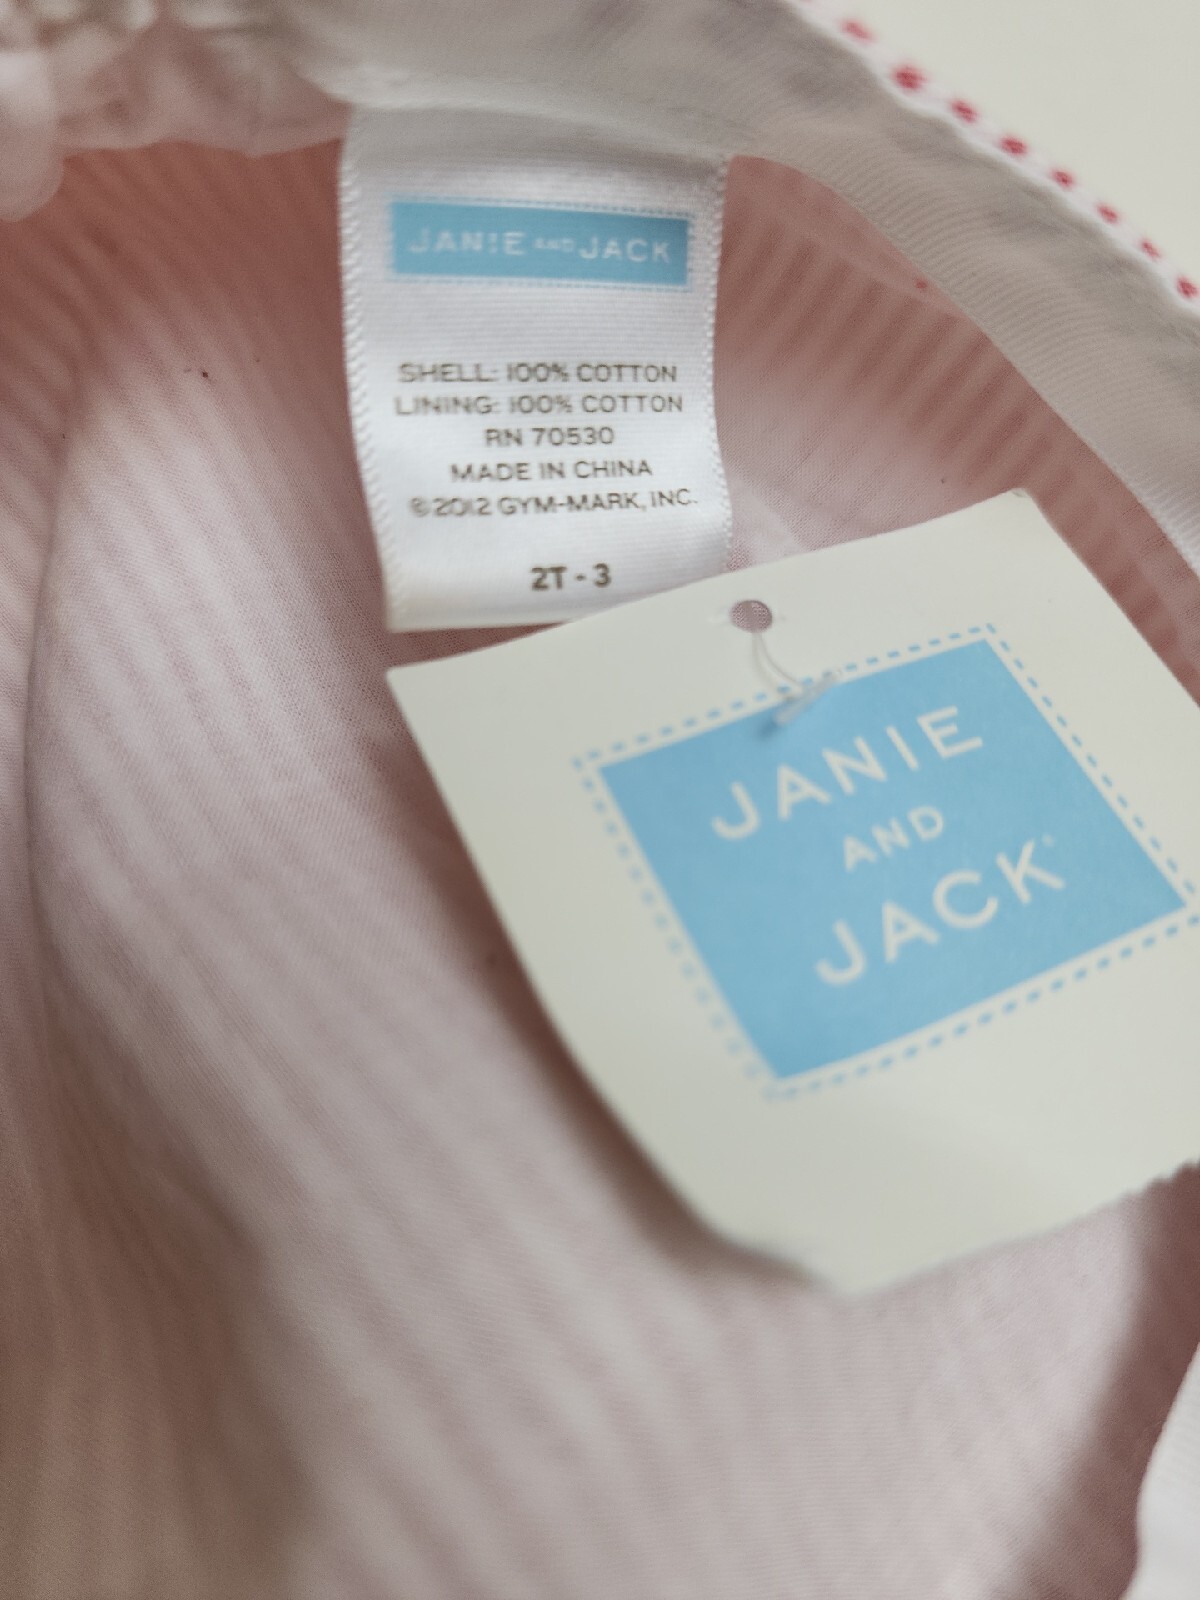 JANIE AND JACK
SHELL: 100% COTTON
LINING: 100% COTTON
RN 70530
MADE IN CHINA
©2012 GYM-MARK, INC.
2T - 3
JANIE
AND
JACK